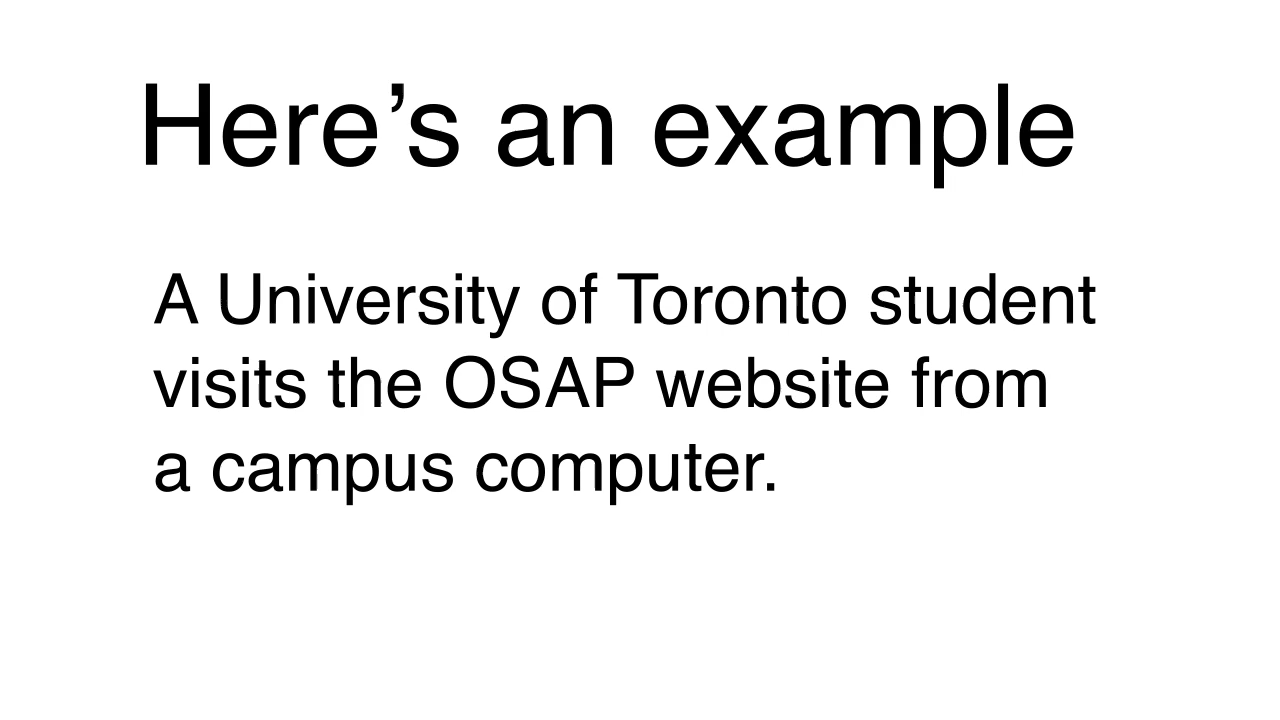 Here’s an example
A University of Toronto student
visits the OSAP website from
a campus computer.